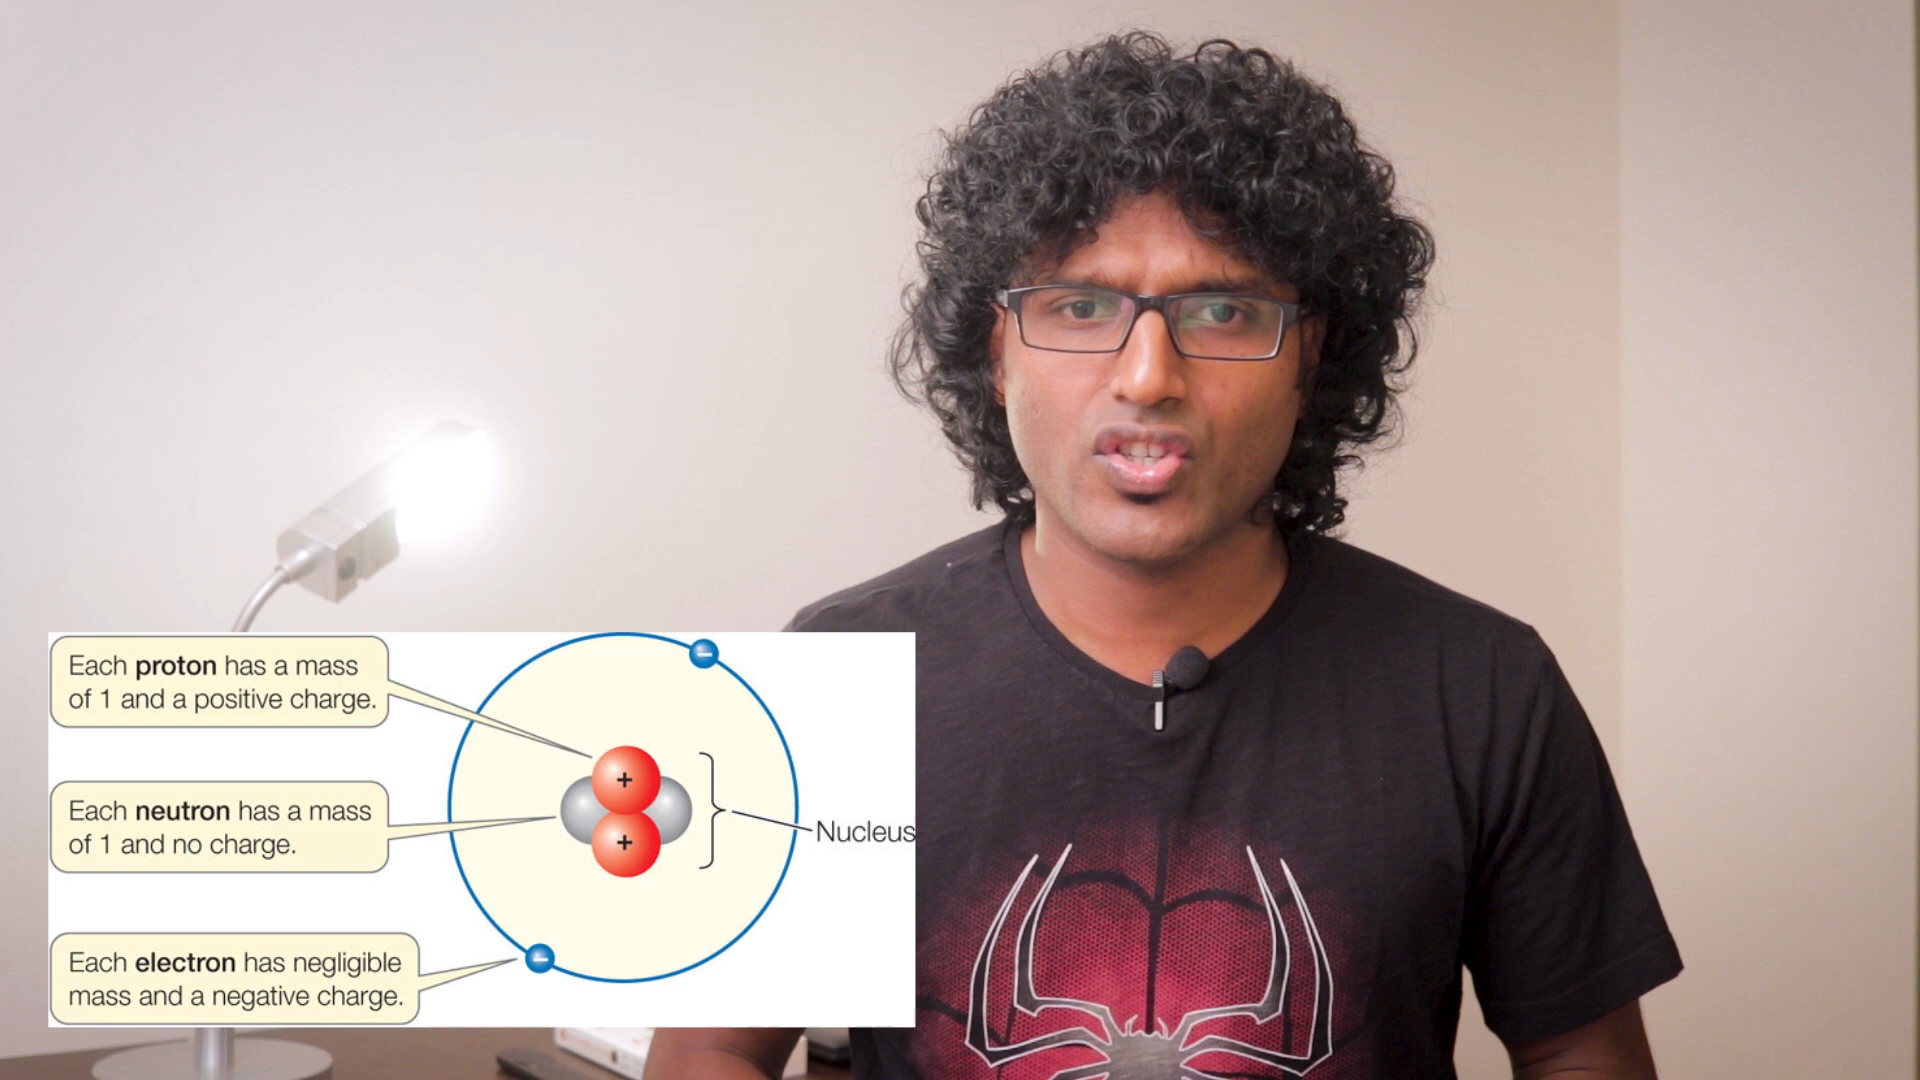 Each proton has a mass
of 1 and a positive charge.
Each neutron has a mass
of 1 and no charge.
Nucleus
Each electron has negligible
mass and a negative charge.